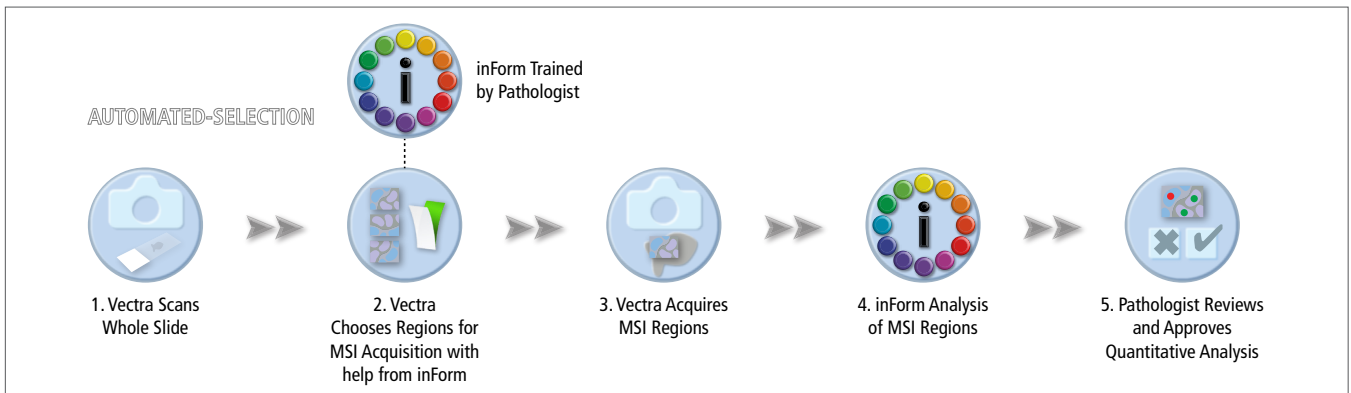 inForm Trained
by Pathologist
AUTOMATED-SELECTION
1. Vectra Scans
Whole Slide
2. Vectra
Chooses Regions for
MSI Acquisition with
help from inForm
3. Vectra Acquires
MSI Regions
4. inForm Analysis
of MSI Regions
5. Pathologist Reviews
and Approves
Quantitative Analysis